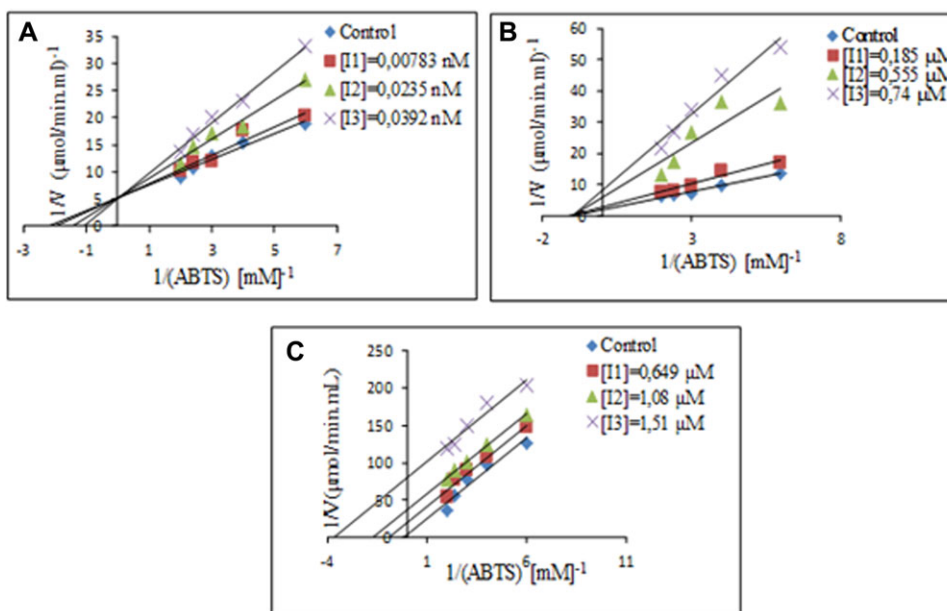 A
1/V (µmol/min.ml)⁻¹
35
30
25
20
15
10
5
0
-3 -1 1 3 5 7
1/(ABTS) [mM]⁻¹
Control
[I1]=0,00783 nM
[I2]=0,0235 nM
[I3]=0,0392 nM
B
1/V (µmol/min.ml)⁻¹
60
50
40
30
20
10
0
-2 3 8
1/(ABTS) [mM]⁻¹
Control
[I1]=0,185 µM
[I2]=0,555 µM
[I3]=0,74 µM
C
1/V(µmol/min.mL)
250
200
150
100
50
0
-4 1 6 11
1/(ABTS) [mM]⁻¹
Control
[I1]=0,649 µM
[I2]=1,08 µM
[I3]=1,51 µM